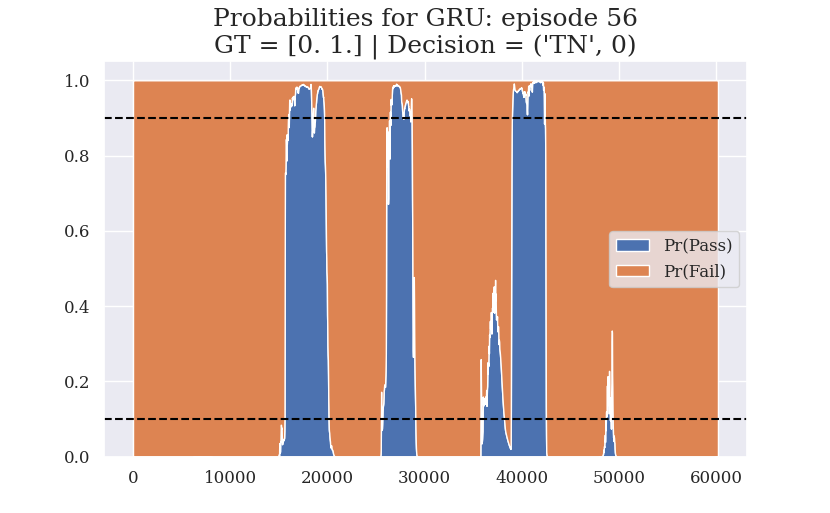 Probabilities for GRU: episode 56
GT = [0. 1.] | Decision = ('TN', 0)
1.0
0.8
0.6
0.4
0.2
0.0
Pr(Pass)
Pr(Fail)
0 10000 20000 30000 40000 50000 60000